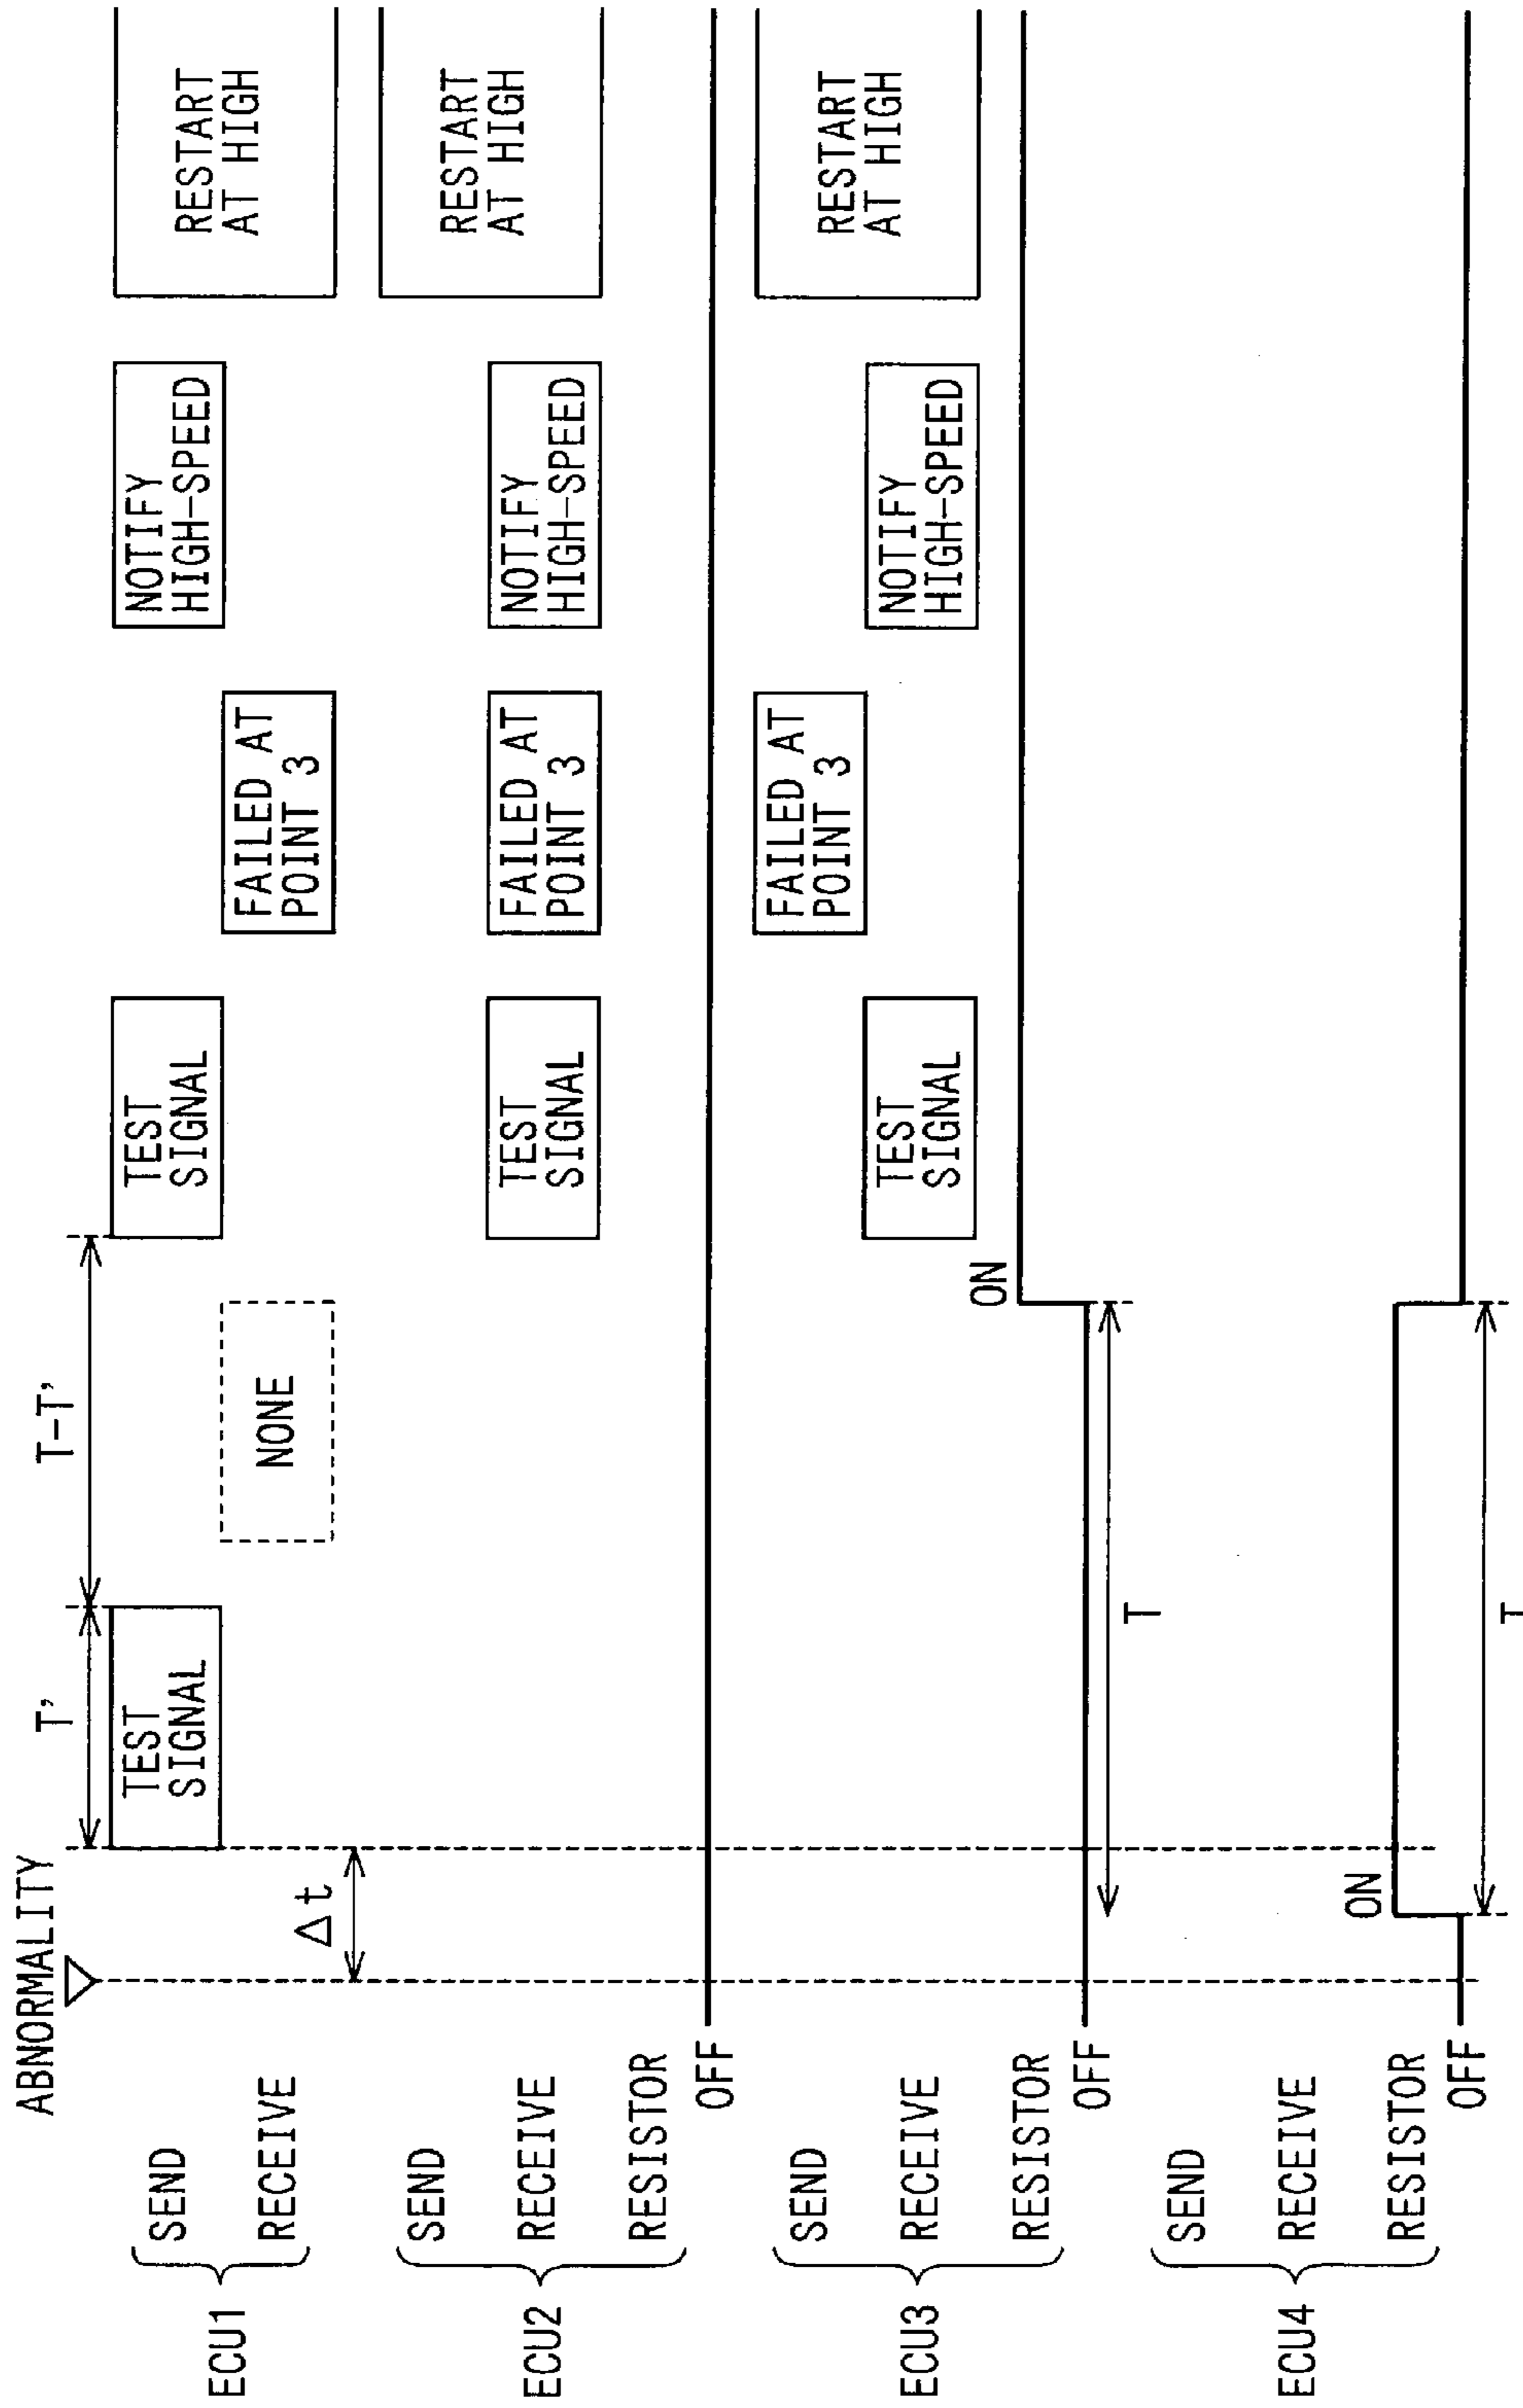 ABNORMALITY
T'
T-T'
Δt
ECU1
SEND
TEST
SIGNAL
TEST
SIGNAL
NOTIFY
HIGH-SPEED
RESTART
AT HIGH
RECEIVE
NONE
FAILED AT
POINT 3
ECU2
SEND
RESTART
AT HIGH
RECEIVE
TEST
SIGNAL
FAILED AT
POINT 3
NOTIFY
HIGH-SPEED
RESISTOR
OFF
ECU3
SEND
FAILED AT
POINT 3
RESTART
AT HIGH
RECEIVE
TEST
SIGNAL
NOTIFY
HIGH-SPEED
RESISTOR
ON
OFF
T
ECU4
SEND
RECEIVE
RESISTOR
ON
OFF
T